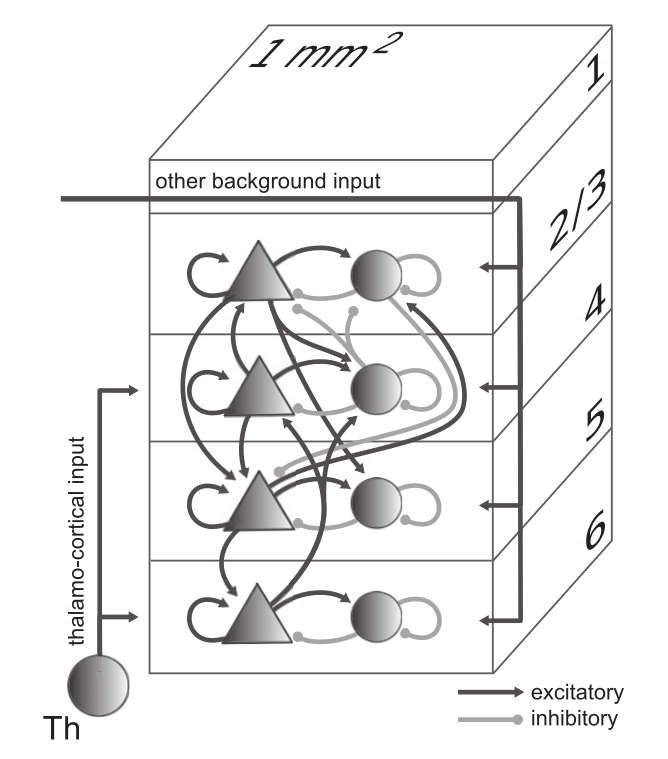 1 mm²
1
other background input
2/3
4
5
6
thalamo-cortical input
Th
excitatory
inhibitory